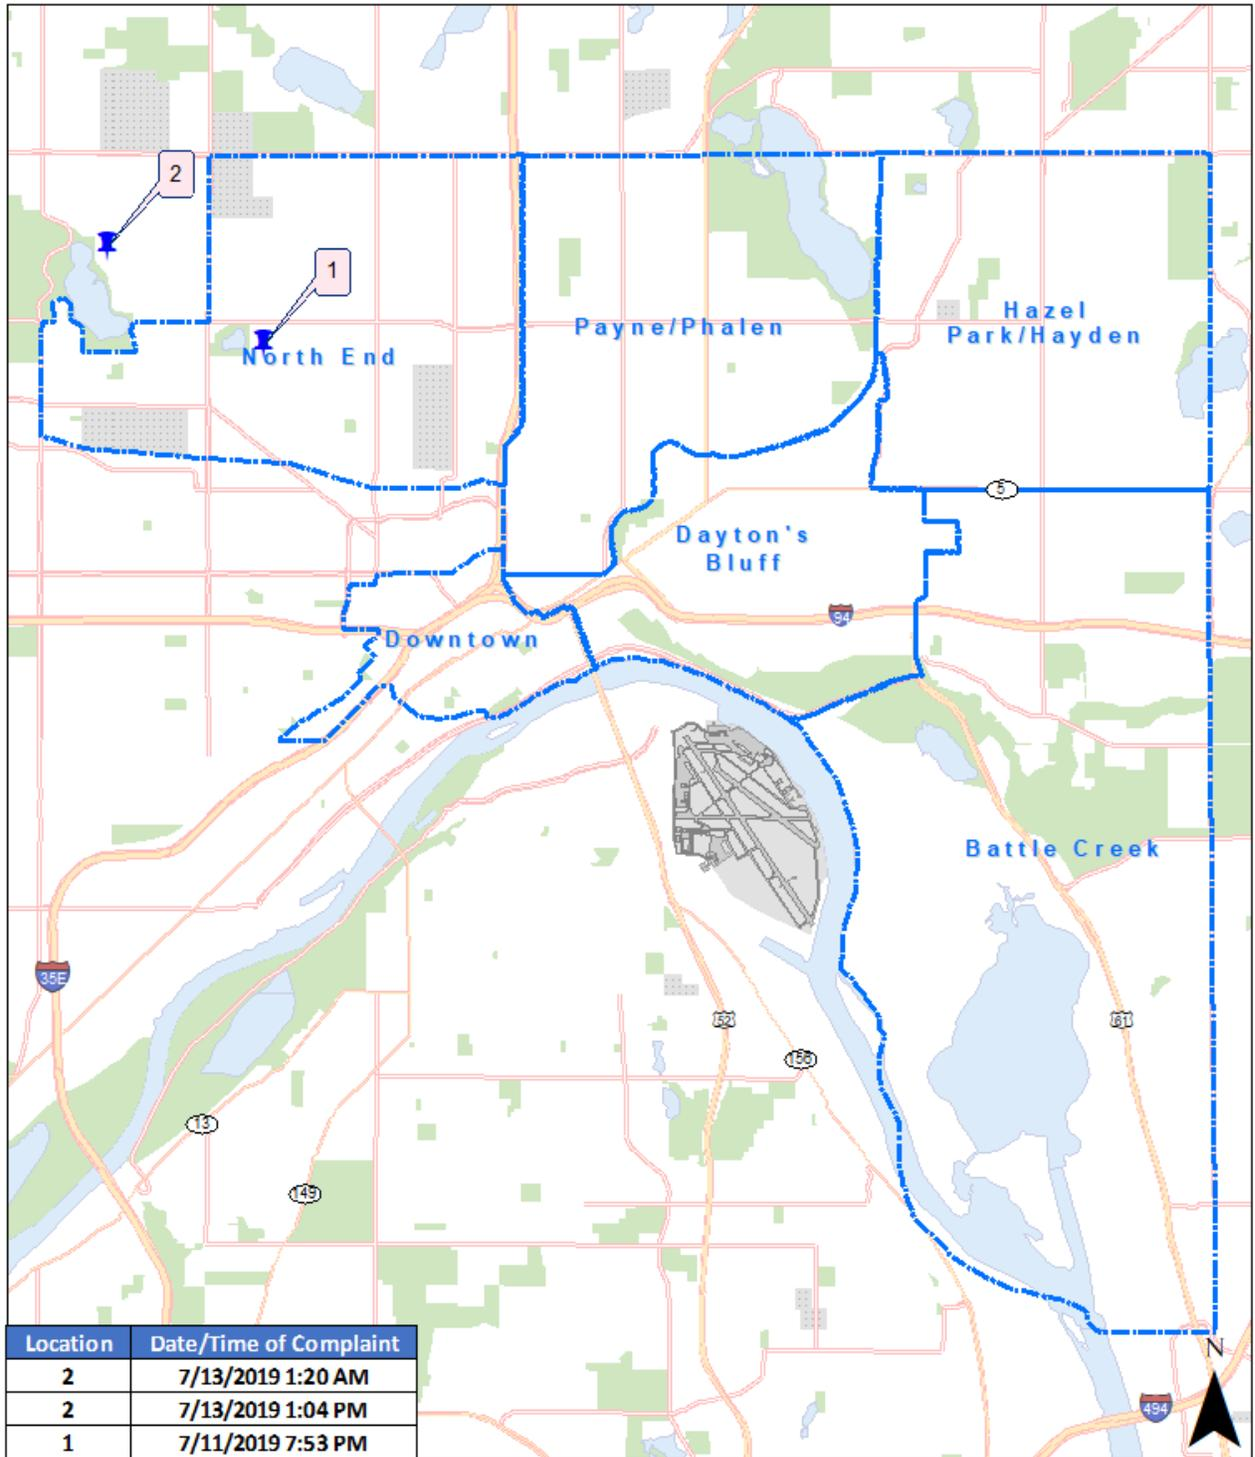 2
1
North End
Payne/Phalen
Hazel
Park/Hayden
5
Dayton's
Bluff
94
Downtown
Battle Creek
35E
52
61
156
13
149
Location Date/Time of Complaint
2 7/13/2019 1:20 AM
2 7/13/2019 1:04 PM
1 7/11/2019 7:53 PM
N
494